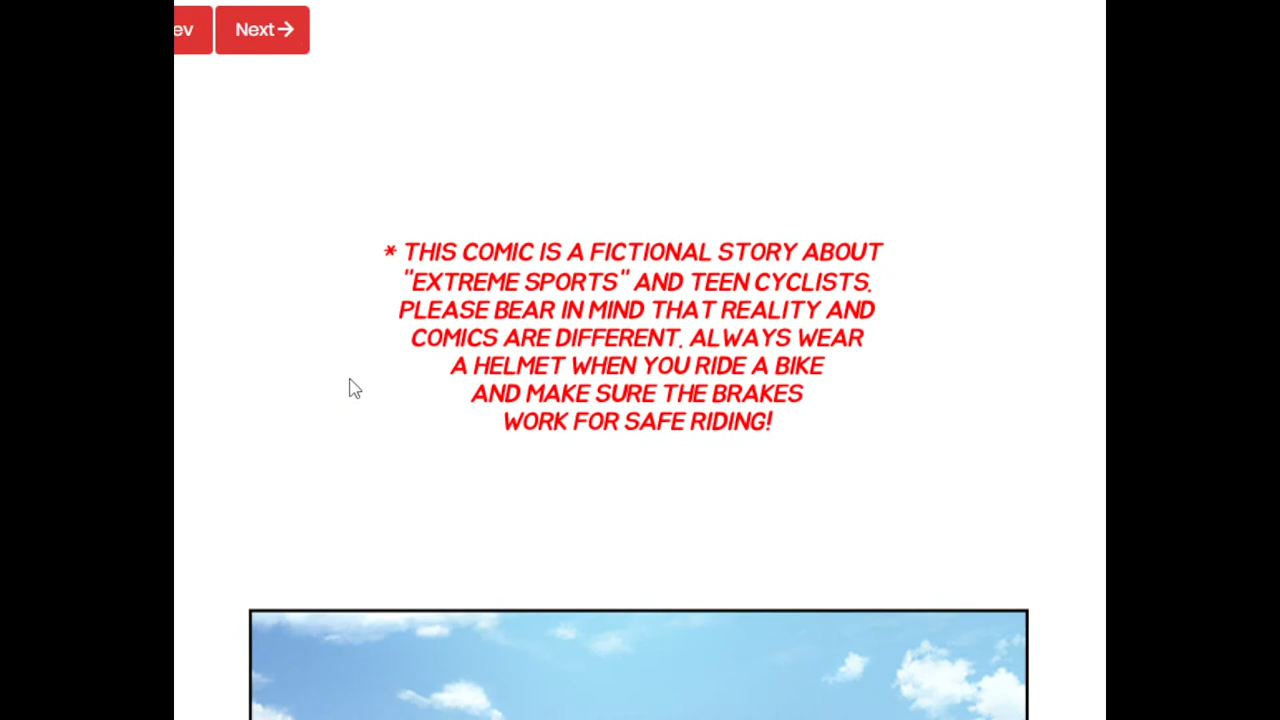 ev Next→
* THIS COMIC IS A FICTIONAL STORY ABOUT
"EXTREME SPORTS" AND TEEN CYCLISTS.
PLEASE BEAR IN MIND THAT REALITY AND
COMICS ARE DIFFERENT. ALWAYS WEAR
A HELMET WHEN YOU RIDE A BIKE
AND MAKE SURE THE BRAKES
WORK FOR SAFE RIDING!